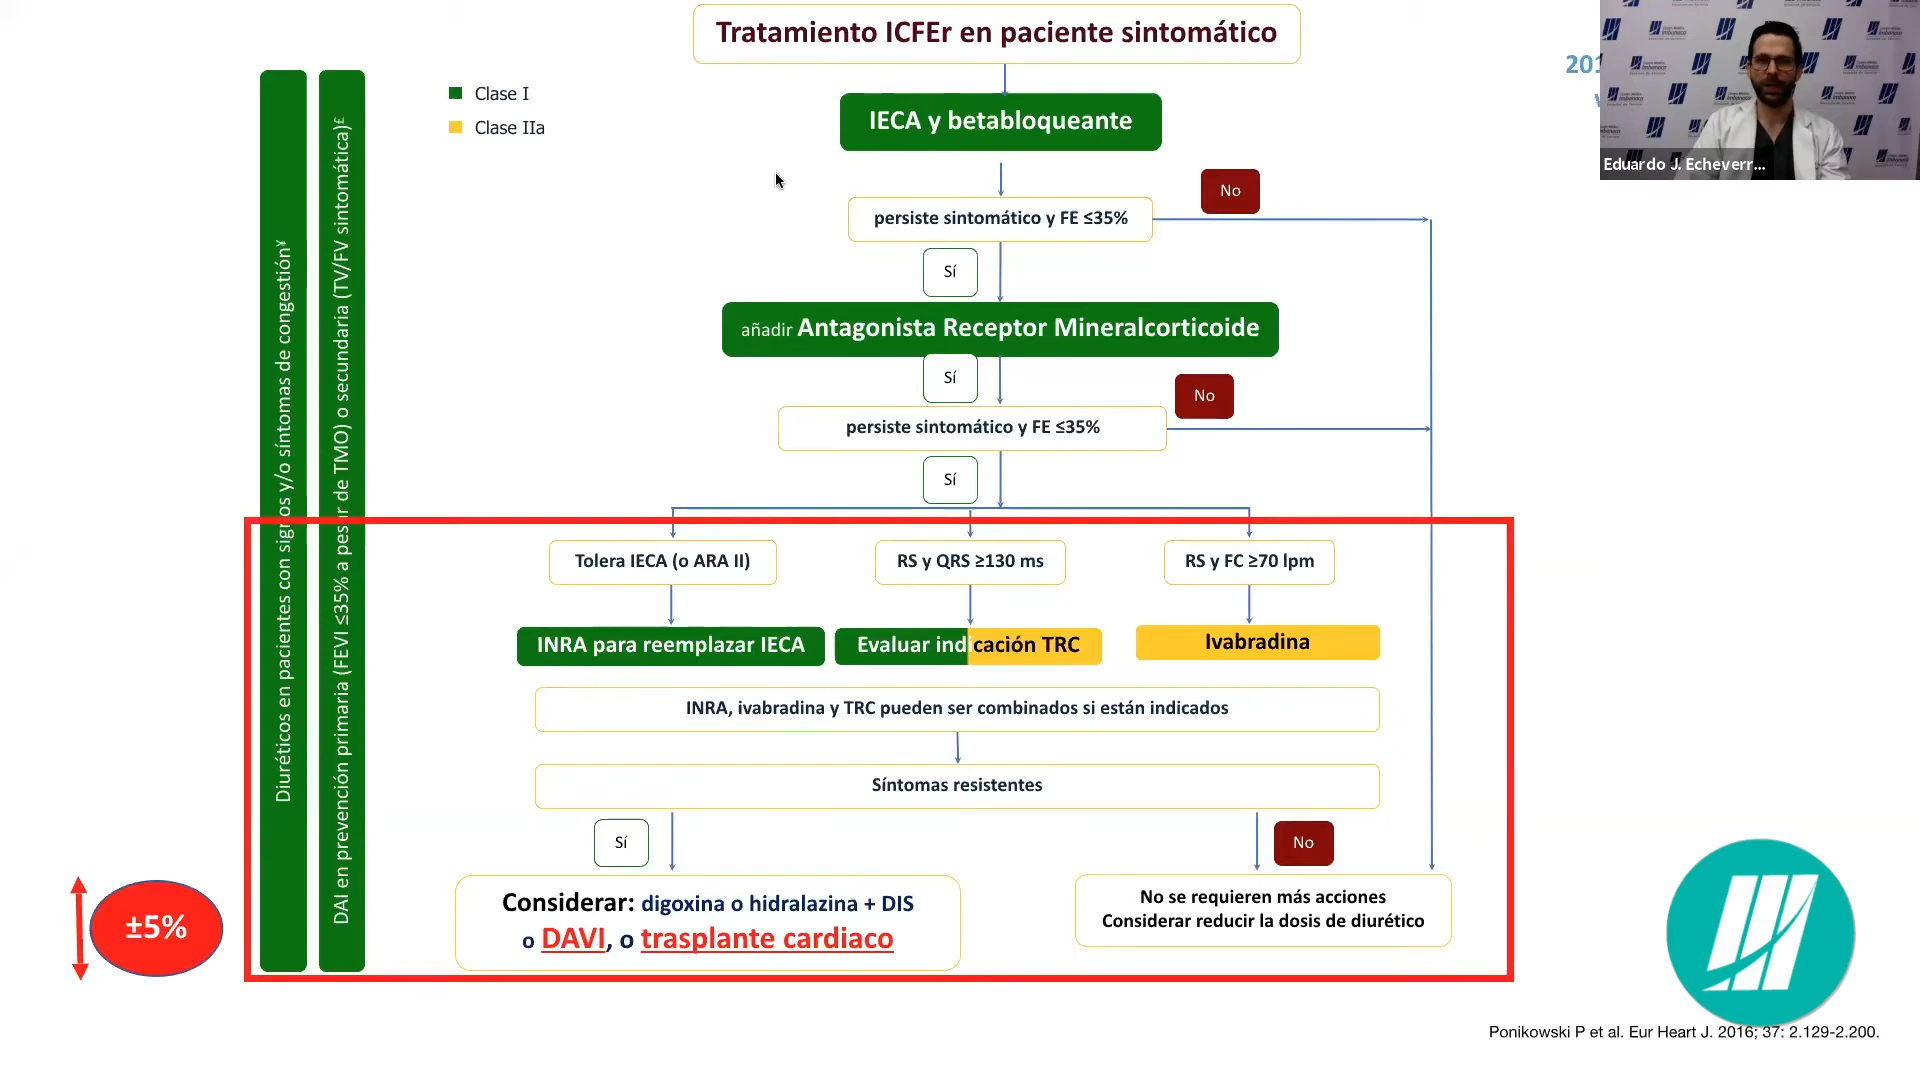 Tratamiento ICFEr en paciente sintomático
201
Clase I
Clase IIa
IECA y betabloqueante
Eduardo J. Echeverr...
No
persiste sintomático y FE ≤35%
Sí
añadir Antagonista Receptor Mineralcorticoide
Sí
No
persiste sintomático y FE ≤35%
Sí
Diuréticos en pacientes con signos y/o síntomas de congestión¥
DAI en prevención primaria (FEVI ≤35% a pesar de TMO) o secundaria (TV/FV sintomática)£
Tolera IECA (o ARA II)
RS y QRS ≥130 ms
RS y FC ≥70 lpm
INRA para reemplazar IECA
Evaluar indicación TRC
Ivabradina
INRA, ivabradina y TRC pueden ser combinados si están indicados
Síntomas resistentes
Sí
No
Considerar: digoxina o hidralazina + DIS
o DAVI, o trasplante cardiaco
No se requieren más acciones
Considerar reducir la dosis de diurético
±5%
Ponikowski P et al. Eur Heart J. 2016; 37: 2.129-2.200.